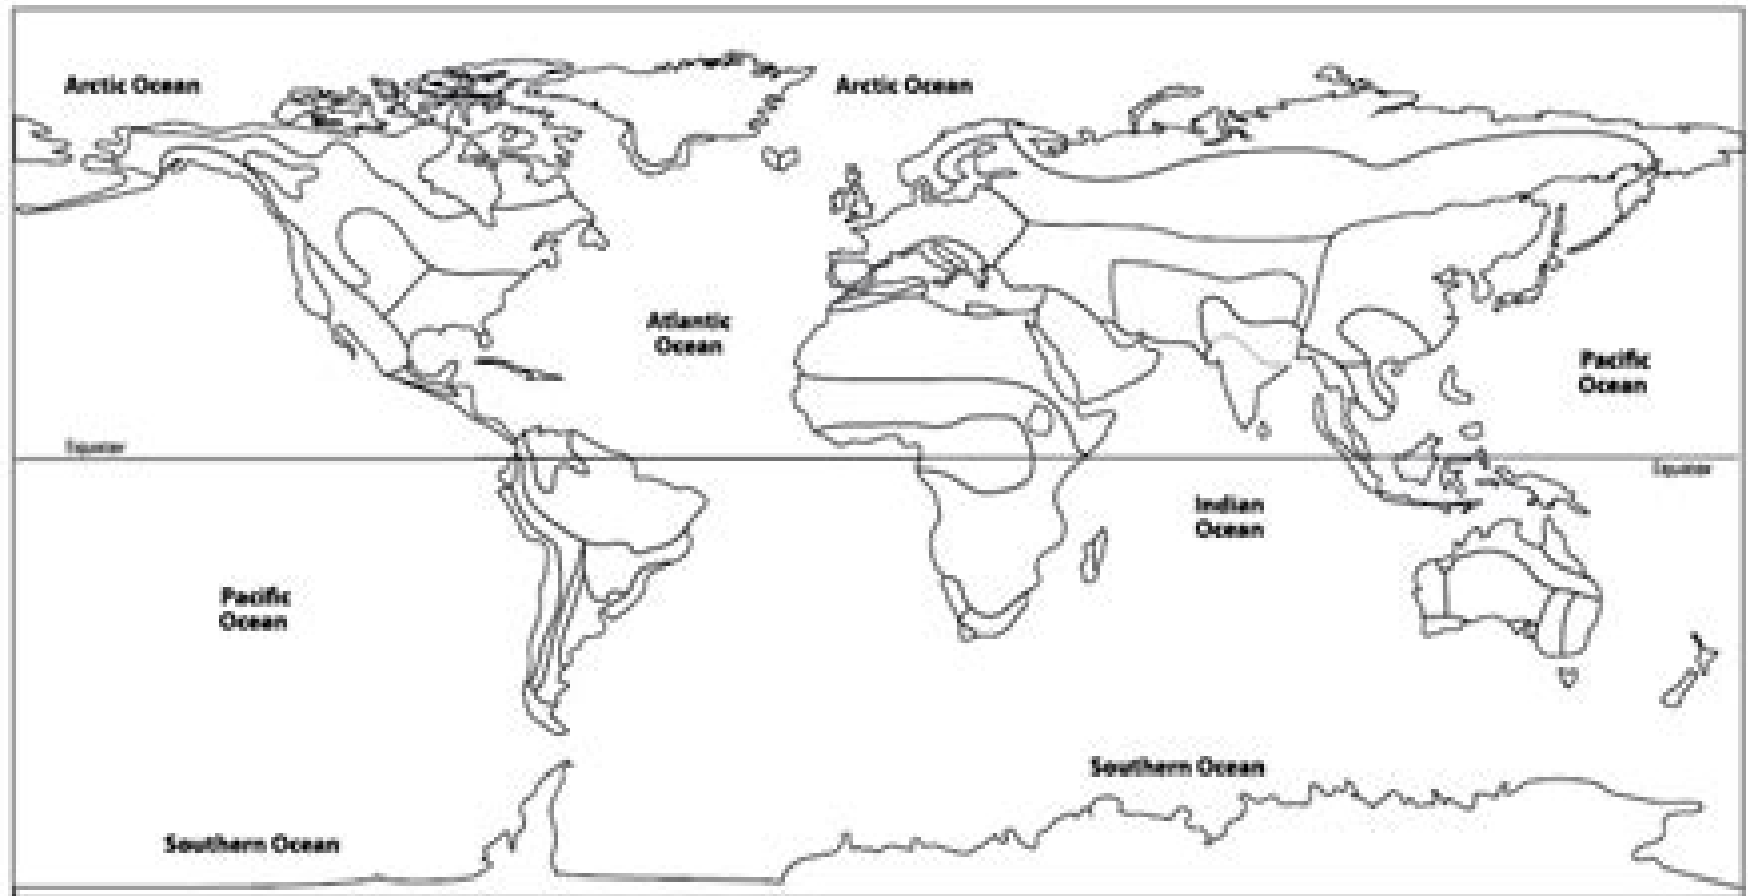 Arctic Ocean
Arctic Ocean
Atlantic
Ocean
Pacific
Ocean
Equator
Equator
Indian
Ocean
Pacific
Ocean
Southern Ocean
Southern Ocean